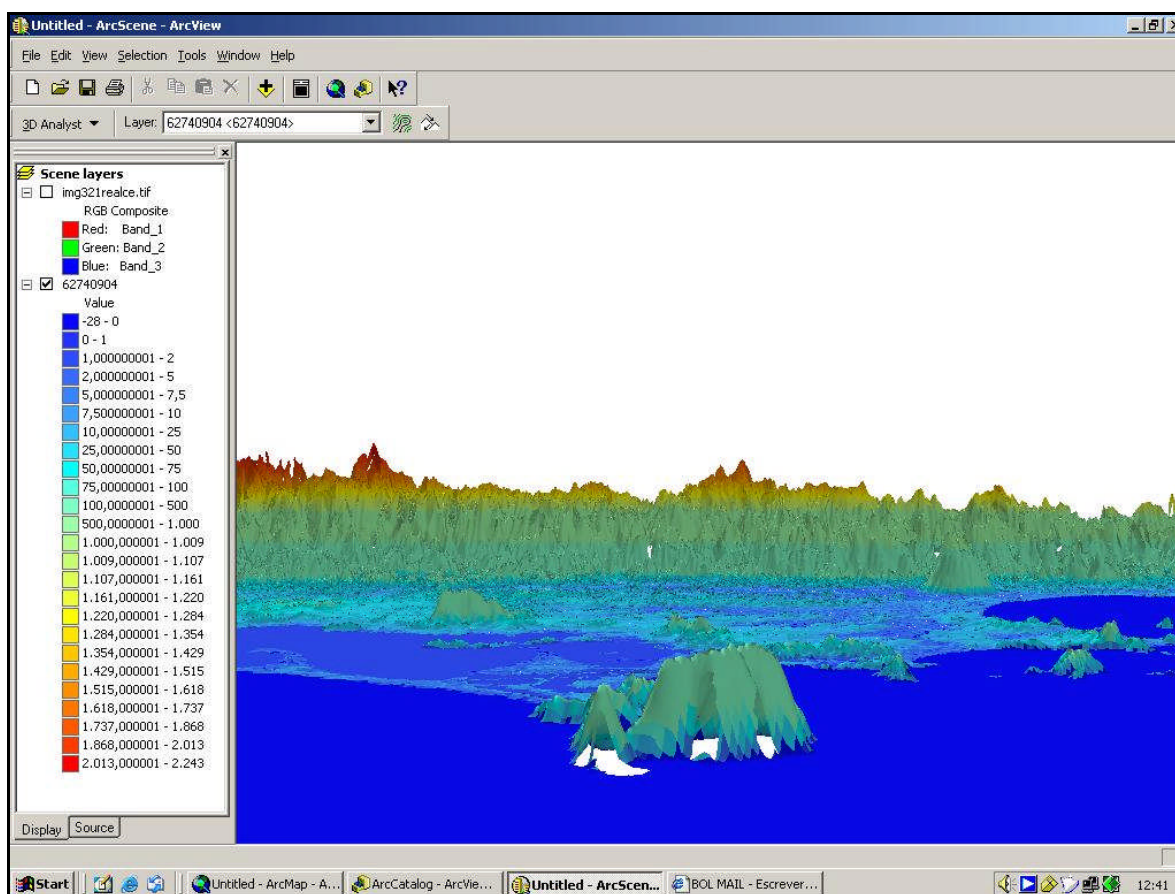 Untitled - ArcScene - ArcView
File Edit View Selection Tools Window Help
3D Analyst Layer: 62740904 <62740904>
Scene layers
img321realce.tif
RGB Composite
Red: Band_1
Green: Band_2
Blue: Band_3
62740904
Value
-28 - 0
0 - 1
1,000000001 - 2
2,000000001 - 5
5,000000001 - 7,5
7,500000001 - 10
10,00000001 - 25
25,00000001 - 50
50,00000001 - 75
75,00000001 - 100
100,0000001 - 500
500,0000001 - 1.000
1.000,000001 - 1.009
1.009,000001 - 1.107
1.107,000001 - 1.161
1.161,000001 - 1.220
1.220,000001 - 1.284
1.284,000001 - 1.354
1.354,000001 - 1.429
1.429,000001 - 1.515
1.515,000001 - 1.618
1.618,000001 - 1.737
1.737,000001 - 1.868
1.868,000001 - 2.013
2.013,000001 - 2.243
Display Source
Start Untitled - ArcMap - A... ArcCatalog - ArcVie... Untitled - ArcScen... BOL MAIL - Escrever...